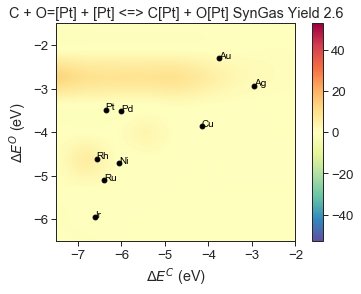 C + O=[Pt] + [Pt] <=> C[Pt] + O[Pt] SynGas Yield 2.6
−2
−3
−4
−5
−6
ΔE^O (eV)
Au
Ag
Pt
Pd
Cu
Rh
Ni
Ru
Ir
−7
−6
−5
−4
−3
−2
ΔE^C (eV)
40
20
0
−20
−40